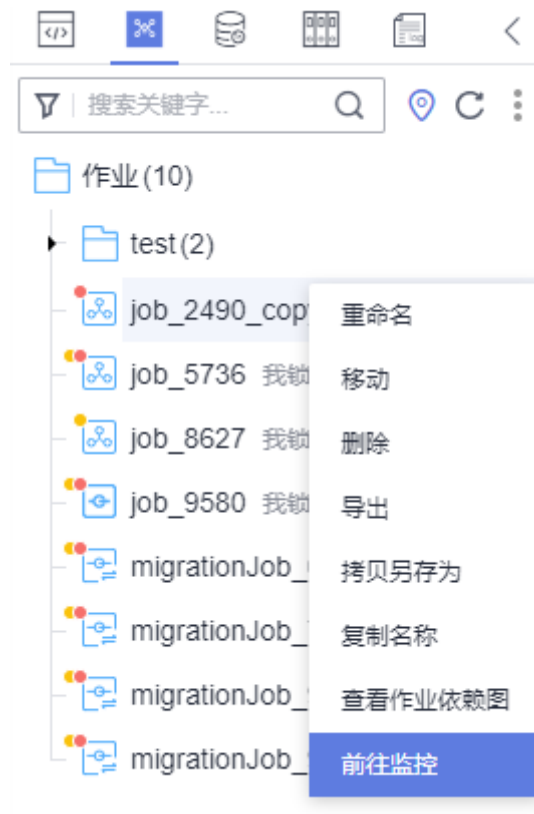 搜索关键字...
作业(10)
test(2)
job_2490_cop
重命名
job_5736 我锁
移动
job_8627 我锁
删除
job_9580 我锁
导出
migrationJob_
拷贝另存为
migrationJob_
复制名称
migrationJob_
查看作业依赖图
migrationJob_
前往监控